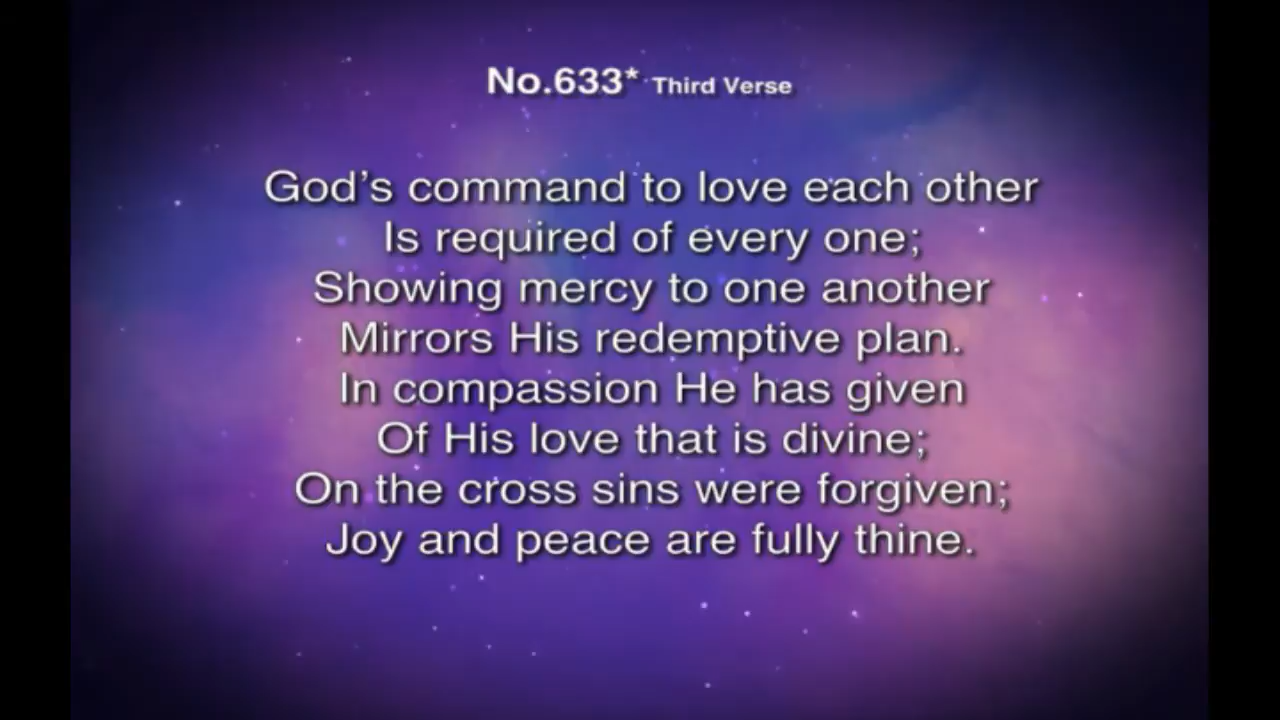 No.633* Third Verse
God's command to love each other
Is required of every one;
Showing mercy to one another
Mirrors His redemptive plan.
In compassion He has given
Of His love that is divine;
On the cross sins were forgiven;
Joy and peace are fully thine.